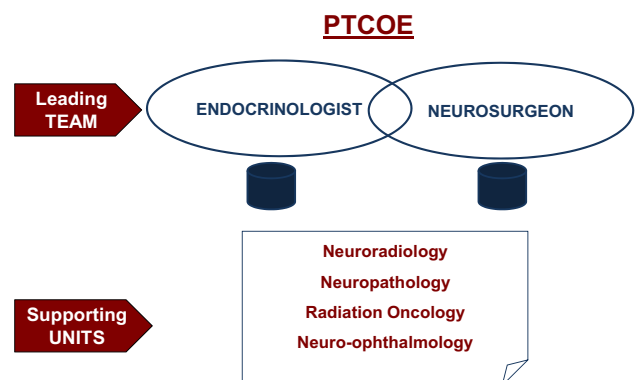 PTCOE
Leading
TEAM
ENDOCRINOLOGIST
NEUROSURGEON
Neuroradiology
Neuropathology
Radiation Oncology
Neuro-ophthalmology
Supporting
UNITS